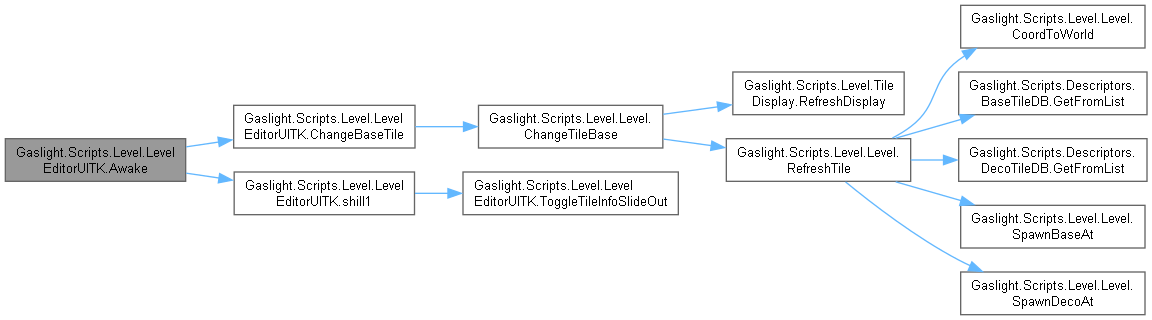 Gaslight.Scripts.Level.Level
EditorUITK.Awake
Gaslight.Scripts.Level.Level
EditorUITK.ChangeBaseTile
Gaslight.Scripts.Level.Level
EditorUITK.shill1
Gaslight.Scripts.Level.Level.
ChangeTileBase
Gaslight.Scripts.Level.Level
EditorUITK.ToggleTileInfoSlideOut
Gaslight.Scripts.Level.Tile
Display.RefreshDisplay
Gaslight.Scripts.Level.Level.
RefreshTile
Gaslight.Scripts.Level.Level.
CoordToWorld
Gaslight.Scripts.Descriptors.
BaseTileDB.GetFromList
Gaslight.Scripts.Descriptors.
DecoTileDB.GetFromList
Gaslight.Scripts.Level.Level.
SpawnBaseAt
Gaslight.Scripts.Level.Level.
SpawnDecoAt